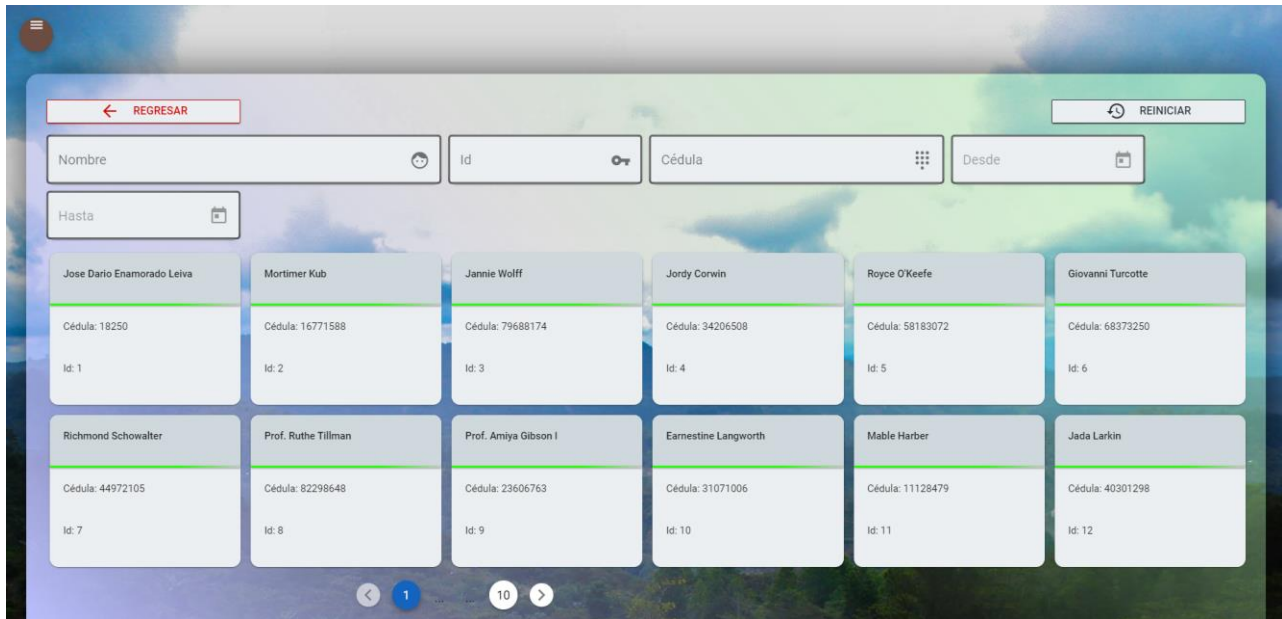 REGRESAR
REINICIAR
Nombre
Id
Cédula
Desde
Hasta
Jose Dario Enamorado Leiva
Mortimer Kub
Jannie Wolff
Jordy Corwin
Royce O'Keefe
Giovanni Turcotte
Cédula: 18250
Cédula: 16771588
Cédula: 79688174
Cédula: 34206508
Cédula: 58183072
Cédula: 68373250
Id: 1
Id: 2
Id: 3
Id: 4
Id: 5
Id: 6
Richmond Schowalter
Prof. Ruthe Tillman
Prof. Amiya Gibson I
Earnestine Langworth
Mable Harber
Jada Larkin
Cédula: 44972105
Cédula: 82298648
Cédula: 23606763
Cédula: 31071006
Cédula: 11128479
Cédula: 40301298
Id: 7
Id: 8
Id: 9
Id: 10
Id: 11
Id: 12
1 ... ... 10